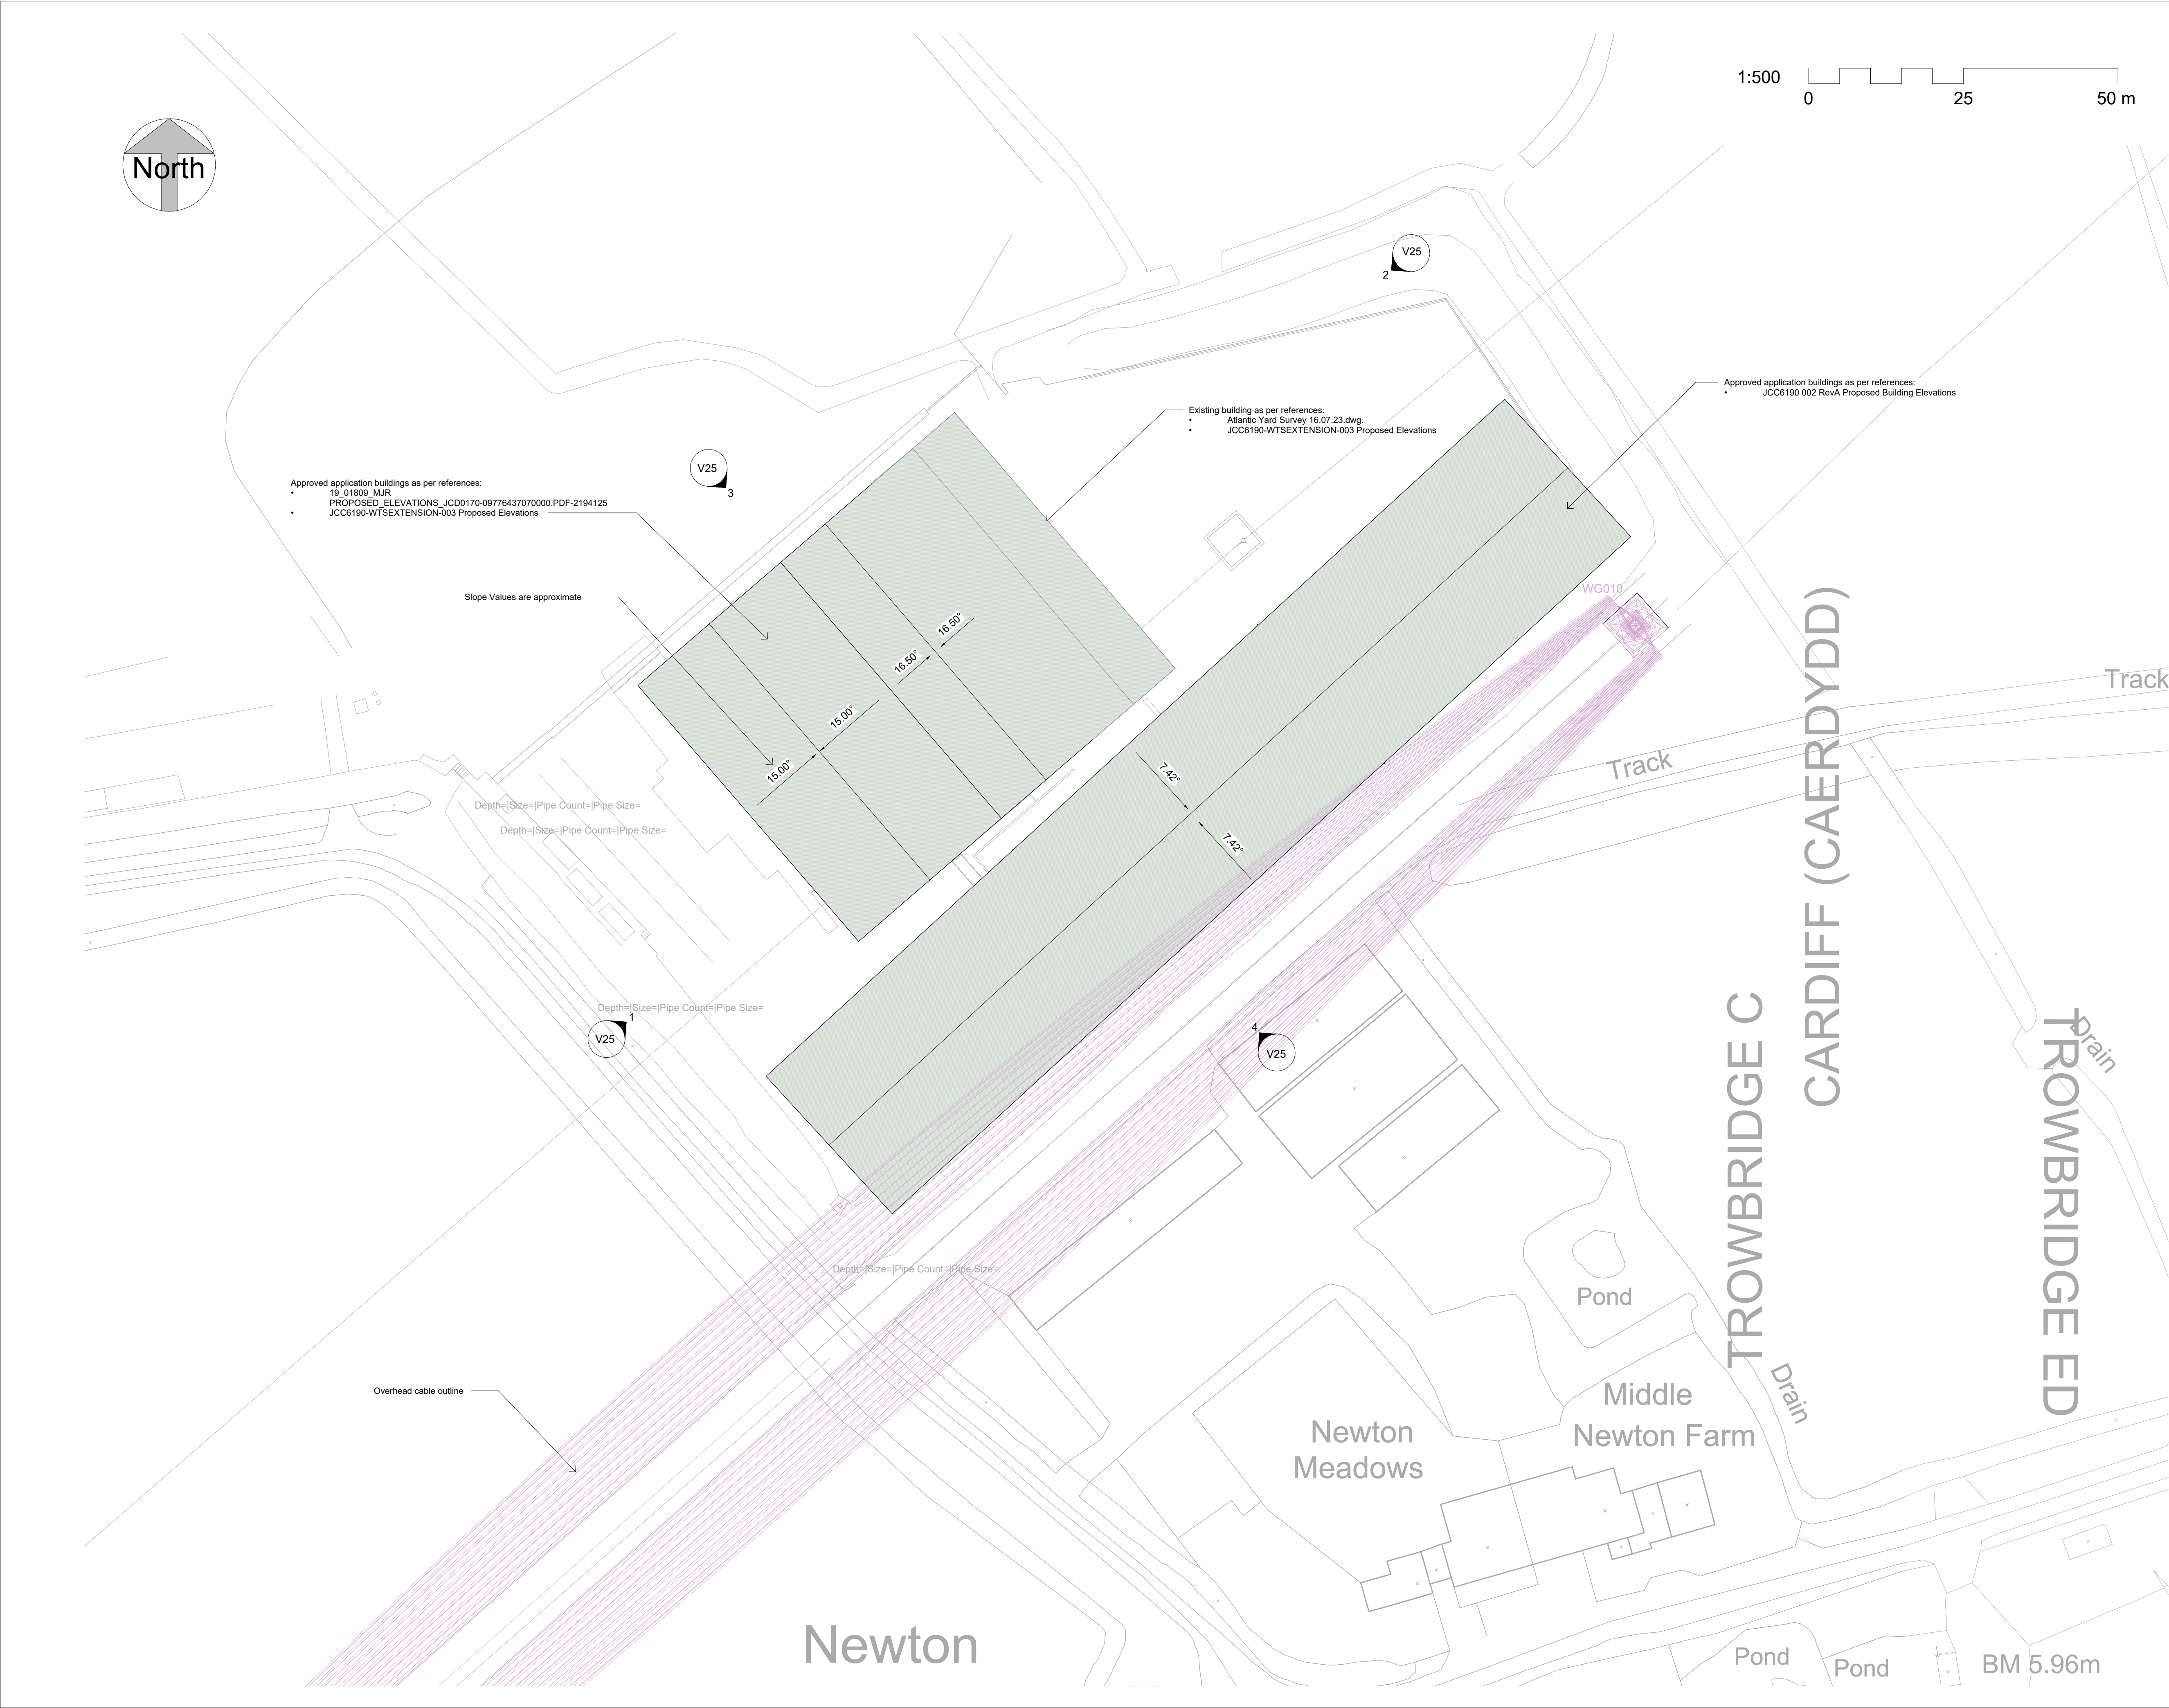 1:500
0 25 50 m
North
V25
2
Approved application buildings as per references:
• JCC6190 002 RevA Proposed Building Elevations
Existing building as per references:
• Atlantic Yard Survey 16.07.23.dwg.
• JCC6190-WTSEXTENSION-003 Proposed Elevations
V25
3
Approved application buildings as per references:
• 19_01809_MJR
PROPOSED_ELEVATIONS_JCD0170-09776437070000.PDF-2194125
• JCC6190-WTSEXTENSION-003 Proposed Elevations
Slope Values are approximate
WG010
16.50°
16.50°
15.00°
15.00°
7.42°
7.42°
Track
Track
CARDIFF (CAERDYDD)
TROWBRIDGE C
TROWBRIDGE ED
Drain
Depth=|Size=|Pipe Count=|Pipe Size=
Depth=|Size=|Pipe Count=|Pipe Size=
Depth=|Size=|Pipe Count=|Pipe Size=
1
V25
4
V25
Depth=|Size=|Pipe Count=|Pipe Size=
Pond
Overhead cable outline
Drain
Middle
Newton Farm
Newton
Meadows
Newton
Pond
Pond
BM 5.96m